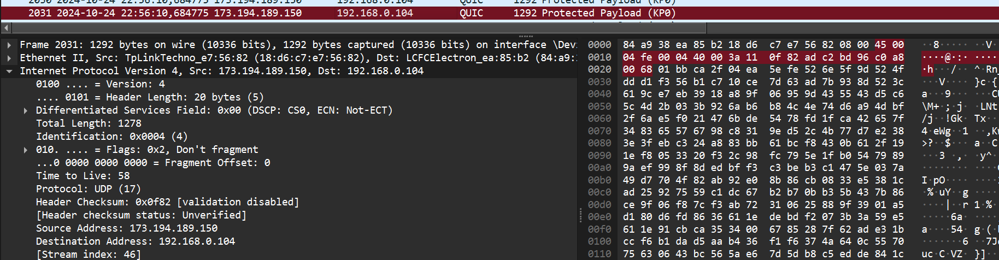 2030 2024-10-24 22:56:10,684775 173.194.189.150 192.168.0.104 QUIC 1292 Protected Payload (KP0)
2031 2024-10-24 22:56:10,684775 173.194.189.150 192.168.0.104 QUIC 1292 Protected Payload (KP0)
Frame 2031: 1292 bytes on wire (10336 bits), 1292 bytes captured (10336 bits) on interface \Dev
Ethernet II, Src: TpLinkTechno_e7:56:82 (18:d6:c7:e7:56:82), Dst: LCFCElectron_ea:85:b2 (84:a9:
Internet Protocol Version 4, Src: 173.194.189.150, Dst: 192.168.0.104
0100 .... = Version: 4
.... 0101 = Header Length: 20 bytes (5)
Differentiated Services Field: 0x00 (DSCP: CS0, ECN: Not-ECT)
Total Length: 1278
Identification: 0x0004 (4)
010. .... = Flags: 0x2, Don't fragment
...0 0000 0000 0000 = Fragment Offset: 0
Time to Live: 58
Protocol: UDP (17)
Header Checksum: 0x0f82 [validation disabled]
[Header checksum status: Unverified]
Source Address: 173.194.189.150
Destination Address: 192.168.0.104
[Stream index: 46]
0000 84 a9 38 ea 85 b2 18 d6 c7 e7 56 82 08 00 45 00 ··8····· ··V·
0010 04 fe 00 04 40 00 3a 11 0f 82 ad c2 bd 96 c0 a8 ····@·:· ····
0020 00 68 01 bb ca 2f 04 ea 5e fe 52 6e 5f 9d 52 4f ·h···/·· ^·Rn
0030 dd d1 f3 56 b1 c7 10 ce 7d 63 ad 7b 93 8d 52 3c ···V···· }c·{
0040 61 9c e7 eb 39 18 a8 9f 06 95 9d 43 55 43 d5 c6 a···9··· ···C
0050 5c 4d 2b 03 3b 92 6a b6 b8 4c 4e 74 d6 a9 4d bf \M+·;·j· ·LNt
0060 2f 6a e5 f0 21 47 6b de 54 78 fd 1f ca 42 65 7f /j··!Gk· Tx··
0070 34 83 65 57 67 98 c8 31 9e d5 2c 4b 77 d7 e2 38 4·eWg··1 ··,K
0080 3e 3f eb c3 24 a8 83 bb 61 bc f8 43 0b 61 2f 19 >?··$··· a··C
0090 1e f8 05 33 20 f3 2c 98 fc 79 5e 1f b0 54 79 89 ···3 ·,· ·y^·
00a0 9a ef 99 8f 8d ed bf f3 c3 be b3 c1 47 5e 03 7a
00b0 49 d7 70 4f 82 ab 92 e0 8b 86 cb 08 33 e5 38 1c I·pO···· ····
00c0 ad 25 92 75 59 c1 dc 67 b2 b7 0b b3 5b 43 7b 86 ·%·uY··g ····
00d0 ce 9f 06 f8 7c f3 ab 72 31 06 25 88 9f 39 01 a5 ····|··r 1·%·
00e0 d1 80 d6 fd 86 36 61 1e de bd f2 07 3b 3a 59 e5 ·····6a· ····
00f0 61 1e 91 cb ca 35 34 00 67 85 28 7f 62 ad e3 1b a····54· g·(·
0100 cc f6 b1 da d5 aa b4 36 f1 f6 37 4a 64 0c 55 70 ·······6 ··7J
0110 75 63 06 43 bc 56 5a e6 7d 5d b8 c5 ed de 84 1c uc·C·VZ· }]··